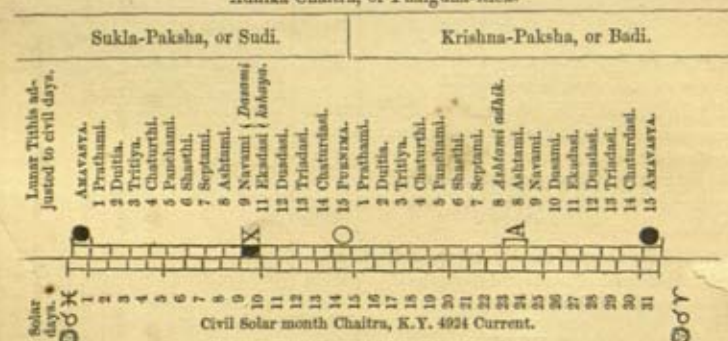 Sukla-Paksha, or Sudi.
Krishna-Paksha, or Badi.
Lunar Tithis ad-
justed to civil days.
AMAVASYA.
1 Prathami.
2 Duitia.
3 Tritiya.
4 Chaturthi.
5 Panchami.
6 Shasthi.
7 Septami.
8 Ashtami.
9 Navami { Dasami
11 Ekadasi { kshaya.
12 Duadasi.
13 Triadasi.
14 Chaturdasi.
15 PURNIMA.
1 Prathami.
2 Duitia.
3 Tritiya.
4 Chaturthi.
5 Panchami.
6 Shasthi.
7 Septami.
8 Ashtami adhik.
8 Ashtami.
9 Navami.
10 Dasami.
11 Ekadasi.
12 Duadasi.
13 Triadasi.
14 Chaturdasi.
15 AMAVASYA.
X
A
Solar
days. *
♂ ♓
1 2 3 4 5 6 7 8 9 10 11 12 13 14 15 16 17 18 19 20 21 22 23 24 25 26 27 28 29 30 31
♂ ♈
Civil Solar month Chaitra, K.Y. 4924 Current.